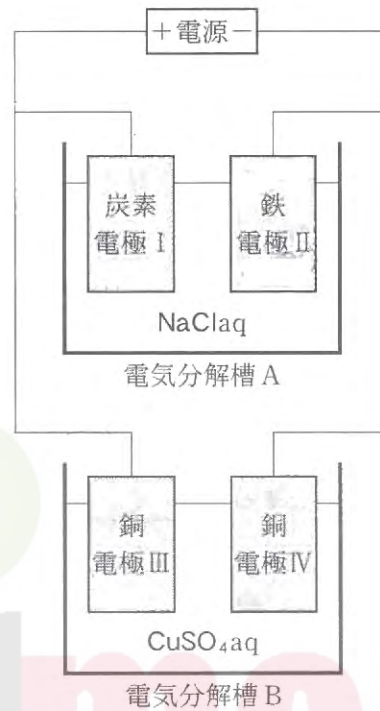 ＋電源－
炭素
電極Ⅰ
鉄
電極Ⅱ
NaClaq
電気分解槽A
銅
電極Ⅲ
銅
電極Ⅳ
CuSO₄aq
電気分解槽B